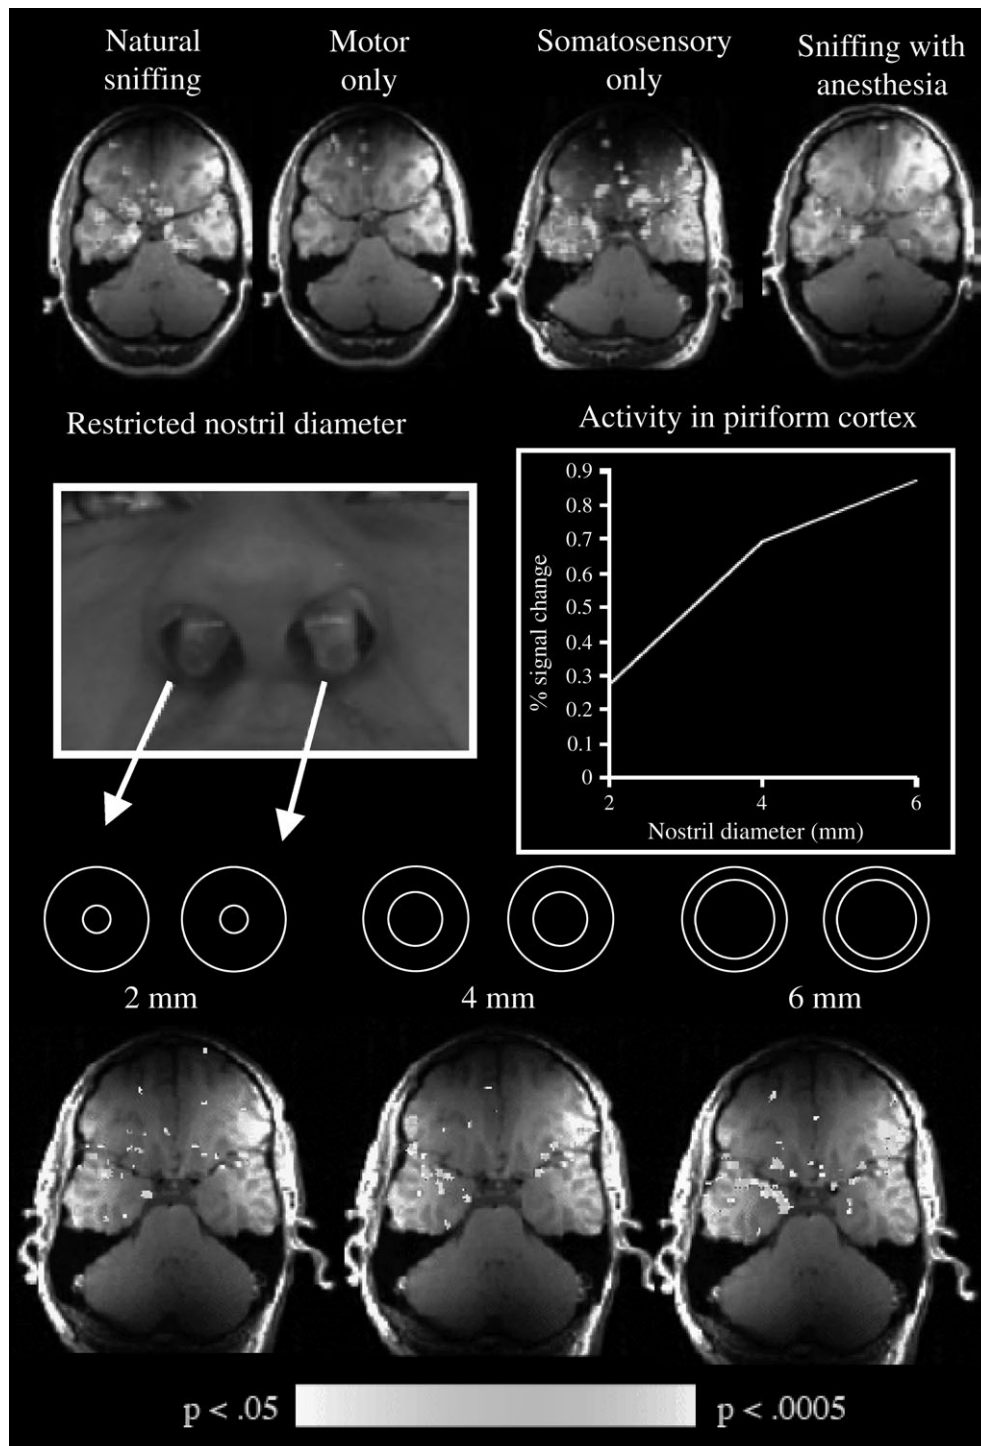 Natural
sniffing
Motor
only
Somatosensory
only
Sniffing with
anesthesia
Restricted nostril diameter
Activity in piriform cortex
0.9
0.8
0.7
0.6
0.5
0.4
0.3
0.2
0.1
0
% signal change
2
4
6
Nostril diameter (mm)
2 mm
4 mm
6 mm
p < .05
p < .0005